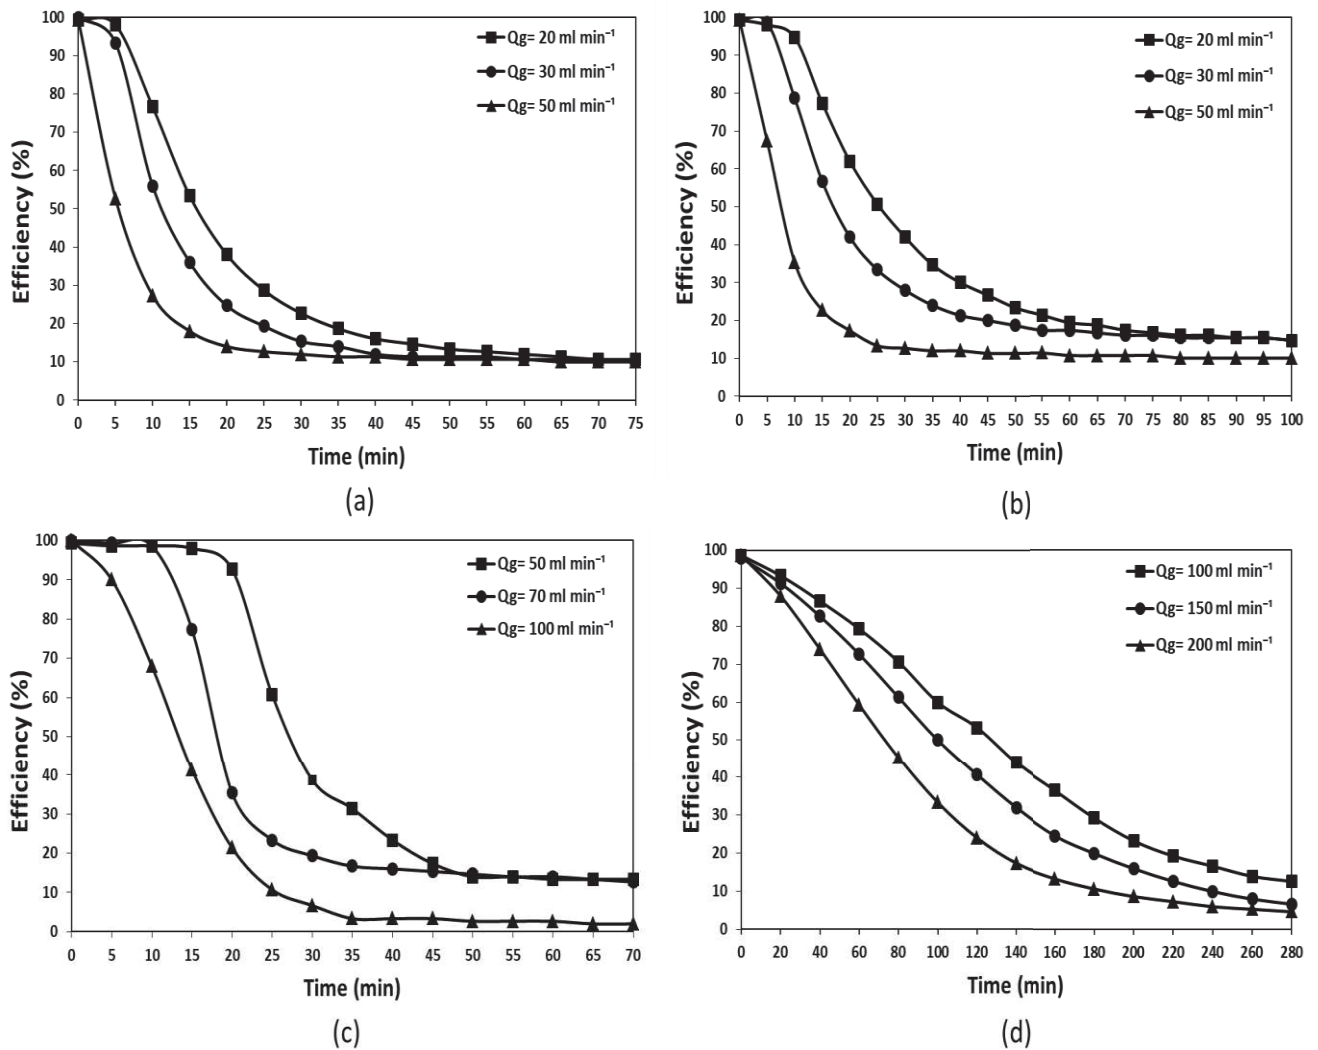 100
90
80
70
60
50
40
30
20
10
0
Efficiency (%)
Qg= 20 ml min⁻¹
Qg= 30 ml min⁻¹
Qg= 50 ml min⁻¹
0 5 10 15 20 25 30 35 40 45 50 55 60 65 70 75
Time (min)
(a)
100
90
80
70
60
50
40
30
20
10
0
Efficiency (%)
Qg= 20 ml min⁻¹
Qg= 30 ml min⁻¹
Qg= 50 ml min⁻¹
0 5 10 15 20 25 30 35 40 45 50 55 60 65 70 75 80 85 90 95 100
Time (min)
(b)
100
90
80
70
60
50
40
30
20
10
0
Efficiency (%)
Qg= 50 ml min⁻¹
Qg= 70 ml min⁻¹
Qg= 100 ml min⁻¹
0 5 10 15 20 25 30 35 40 45 50 55 60 65 70
Time (min)
(c)
100
90
80
70
60
50
40
30
20
10
0
Efficiency (%)
Qg= 100 ml min⁻¹
Qg= 150 ml min⁻¹
Qg= 200 ml min⁻¹
0 20 40 60 80 100 120 140 160 180 200 220 240 260 280
Time (min)
(d)